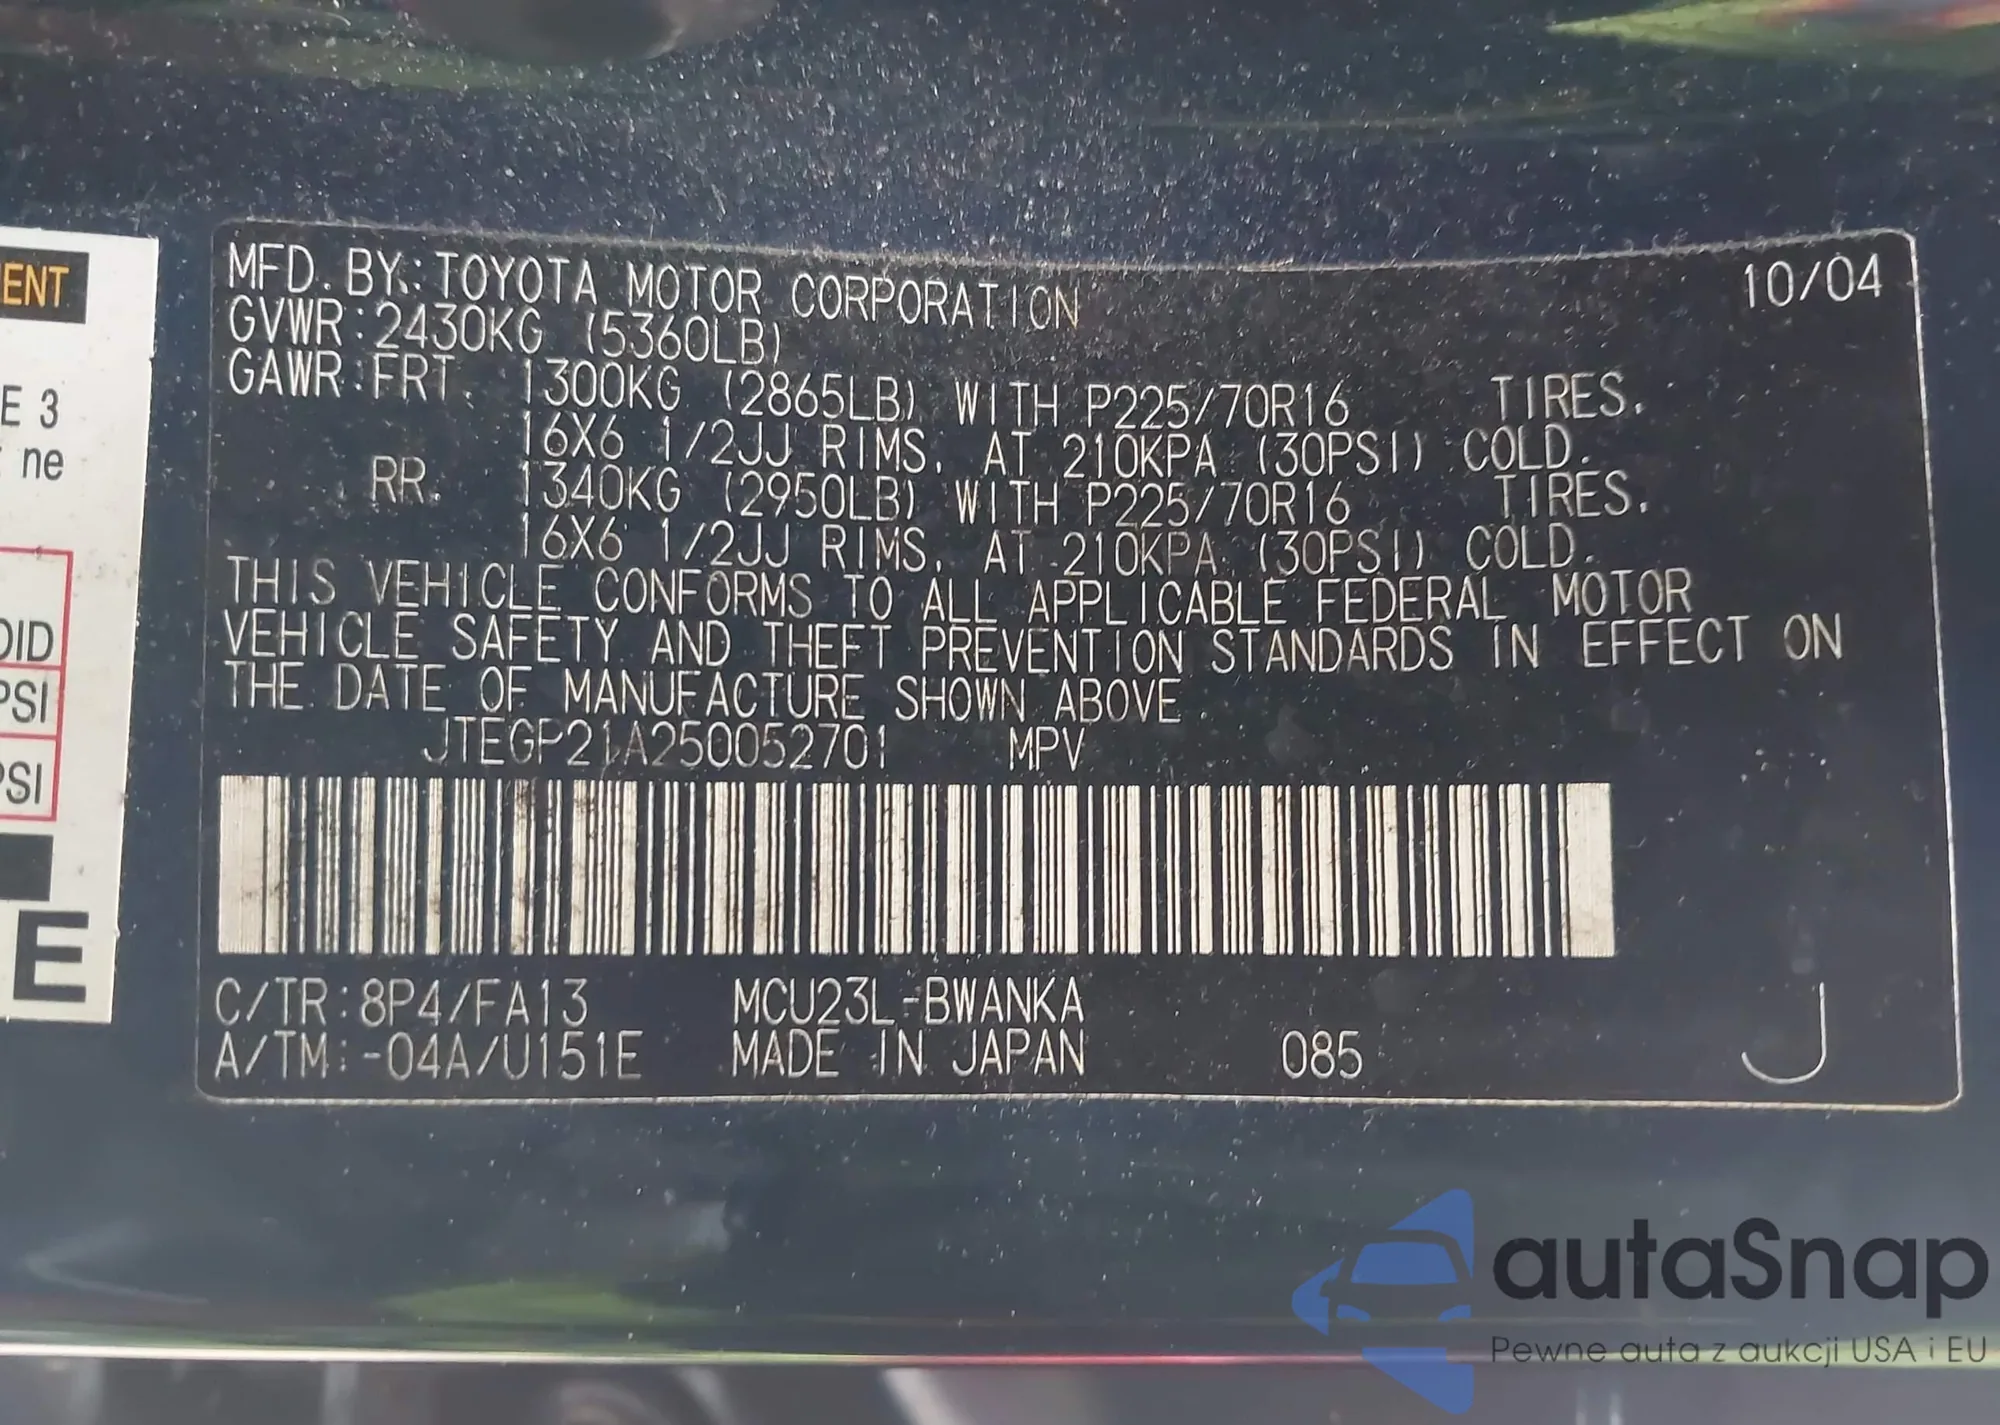 MFD. BY: TOYOTA MOTOR CORPORATION 10/04
GVWR: 2430KG (5360LB)
GAWR: FRT. 1300KG (2865LB) WITH P225/70R16 TIRES.
16X6 1/2JJ RIMS. AT 210KPA (30PSI) COLD.
RR. 1340KG (2950LB) WITH P225/70R16 TIRES.
16X6 1/2JJ RIMS. AT 210KPA (30PSI) COLD.
THIS VEHICLE CONFORMS TO ALL APPLICABLE FEDERAL MOTOR
VEHICLE SAFETY AND THEFT PREVENTION STANDARDS IN EFFECT ON
THE DATE OF MANUFACTURE SHOWN ABOVE.
JTEGP21A250052701 MPV
C/TR: 8P4/FA13 MCU23L-BWANKA
A/TM: -04A/U151E MADE IN JAPAN 085 J
ENT
E 3
ne
OID
PSI
PSI
E
autaSnap
Pewne auta z aukcji USA i EU